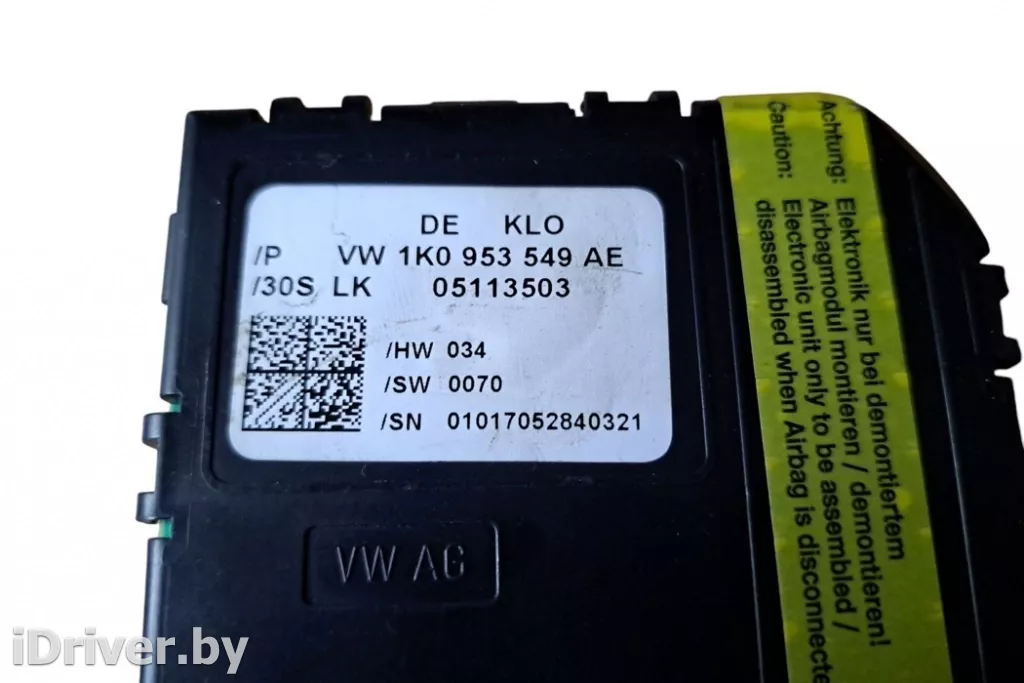 DE KLO
/P VW 1K0 953 549 AE
/30S LK 05113503
/HW 034
/SW 0070
/SN 01017052840321
VW AG
Achtung: Elektronik nur bei demontiertem
Airbagmodul montieren / demontieren!
Caution: Electronic unit only to be assembled /
disassembled when Airbag is disconnecte
iDriver.by